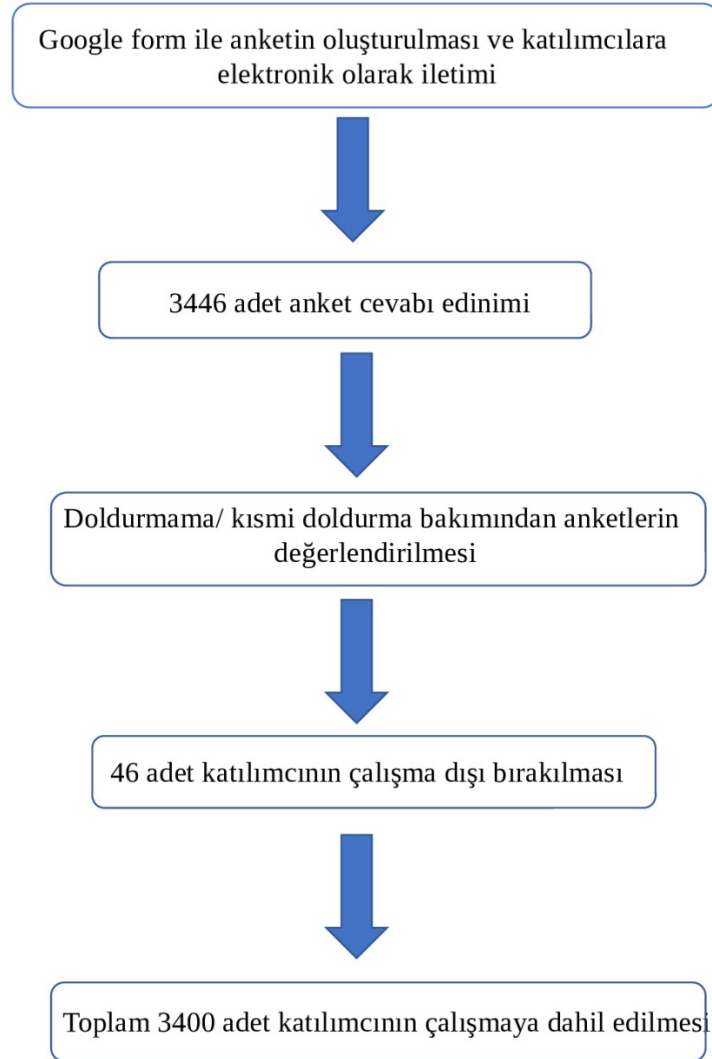 Google form ile anketin oluşturulması ve katılımcılara
elektronik olarak iletimi
3446 adet anket cevabı edinimi
Doldurmama/ kısmi doldurma bakımından anketlerin
değerlendirilmesi
46 adet katılımcının çalışma dışı bırakılması
Toplam 3400 adet katılımcının çalışmaya dahil edilmesi